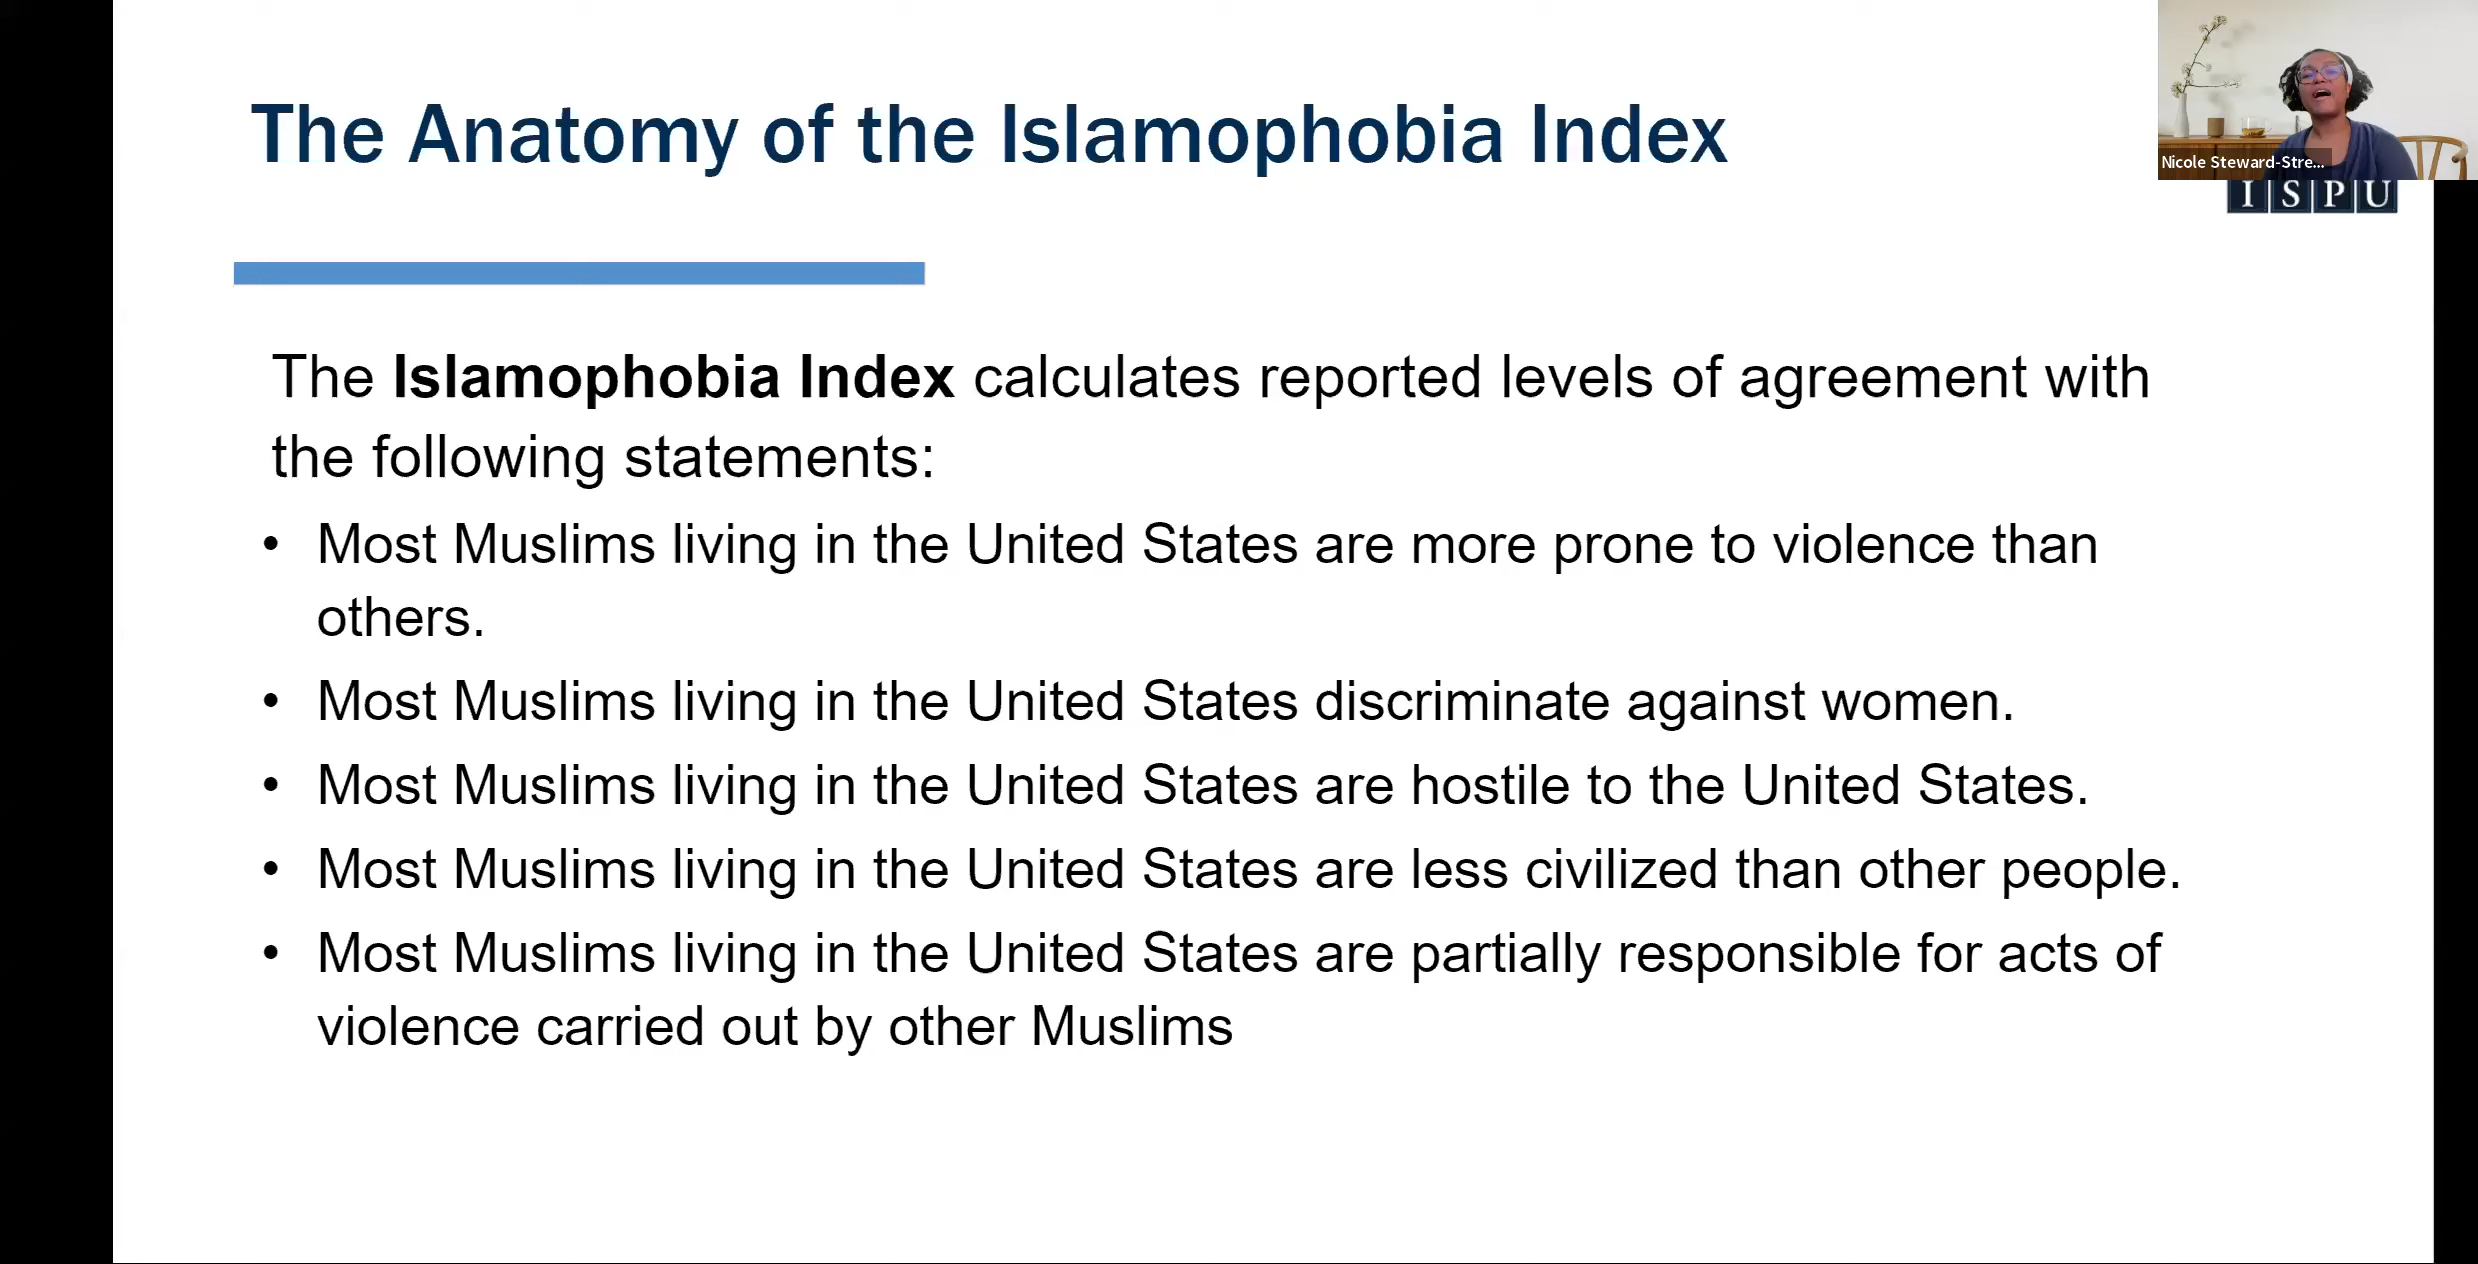 The Anatomy of the Islamophobia Index
Nicole Steward-Stre...
ISPU
The Islamophobia Index calculates reported levels of agreement with
the following statements:
• Most Muslims living in the United States are more prone to violence than
others.
• Most Muslims living in the United States discriminate against women.
• Most Muslims living in the United States are hostile to the United States.
• Most Muslims living in the United States are less civilized than other people.
• Most Muslims living in the United States are partially responsible for acts of
violence carried out by other Muslims